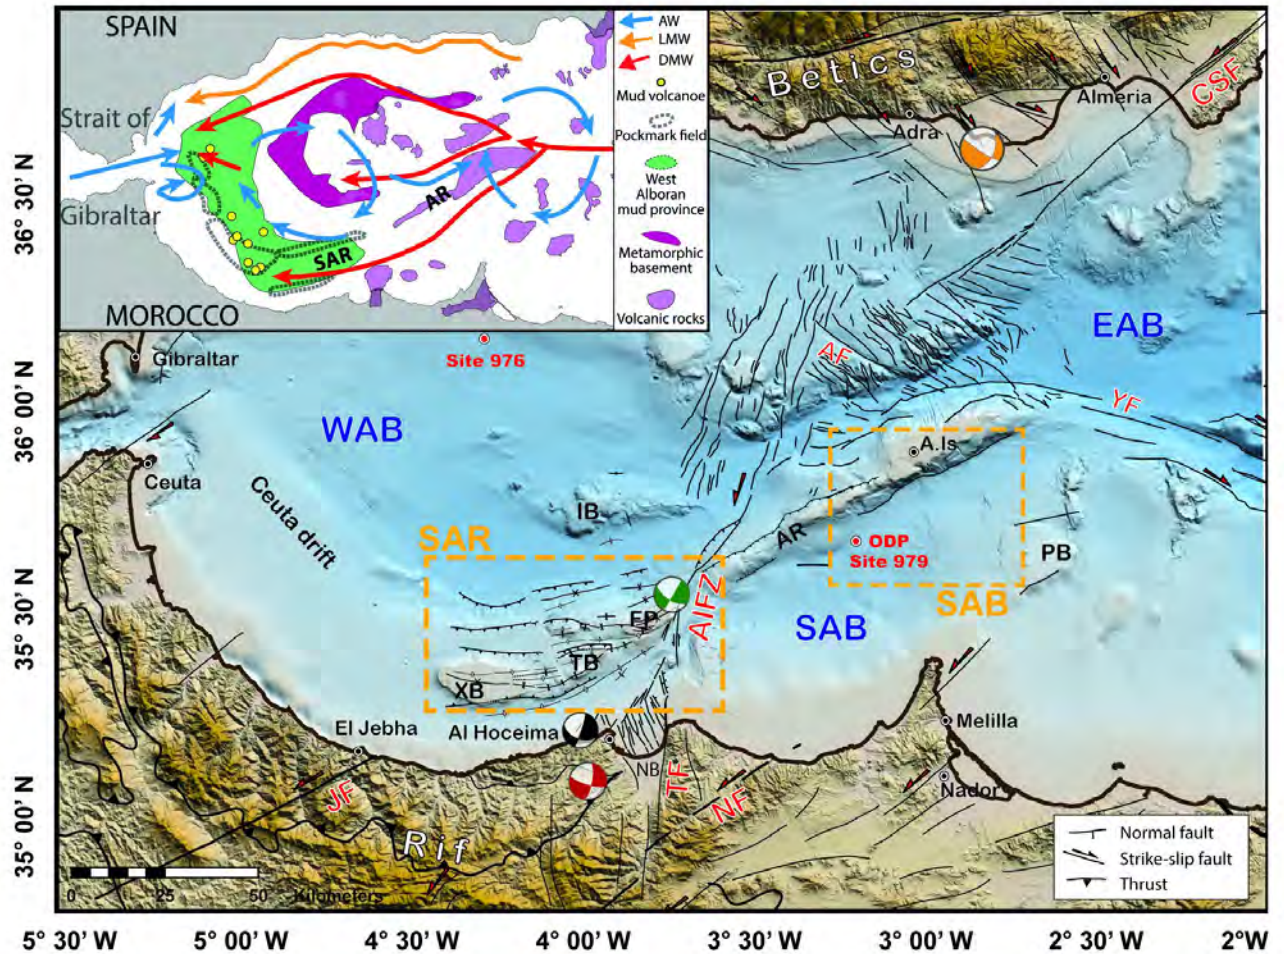 SPAIN
Strait of
Gibraltar
MOROCCO
AR
SAR
AW
LMW
DMW
Mud volcanoe
Pockmark field
West
Alboran
mud province
Metamorphic
basement
Volcanic rocks
Betics
CSF
Almeria
Adra
EAB
AF
YF
Gibraltar
Site 976
WAB
Ceuta
Ceuta drift
IB
A.Is
AR
ODP
Site 979
PB
SAR
SAB
SAB
FP
AIFZ
TB
XB
El Jebha
Al Hoceima
Melilla
NB
TF
NF
Nador
JF
Rif
Normal fault
Strike-slip fault
Thrust
0 25 50 Kilometers
36° 30' N
36° 00' N
35° 30' N
35° 00' N
5° 30' W 5° 00' W 4° 30' W 4° 00' W 3° 30' W 3° 00' W 2° 30' W 2° W